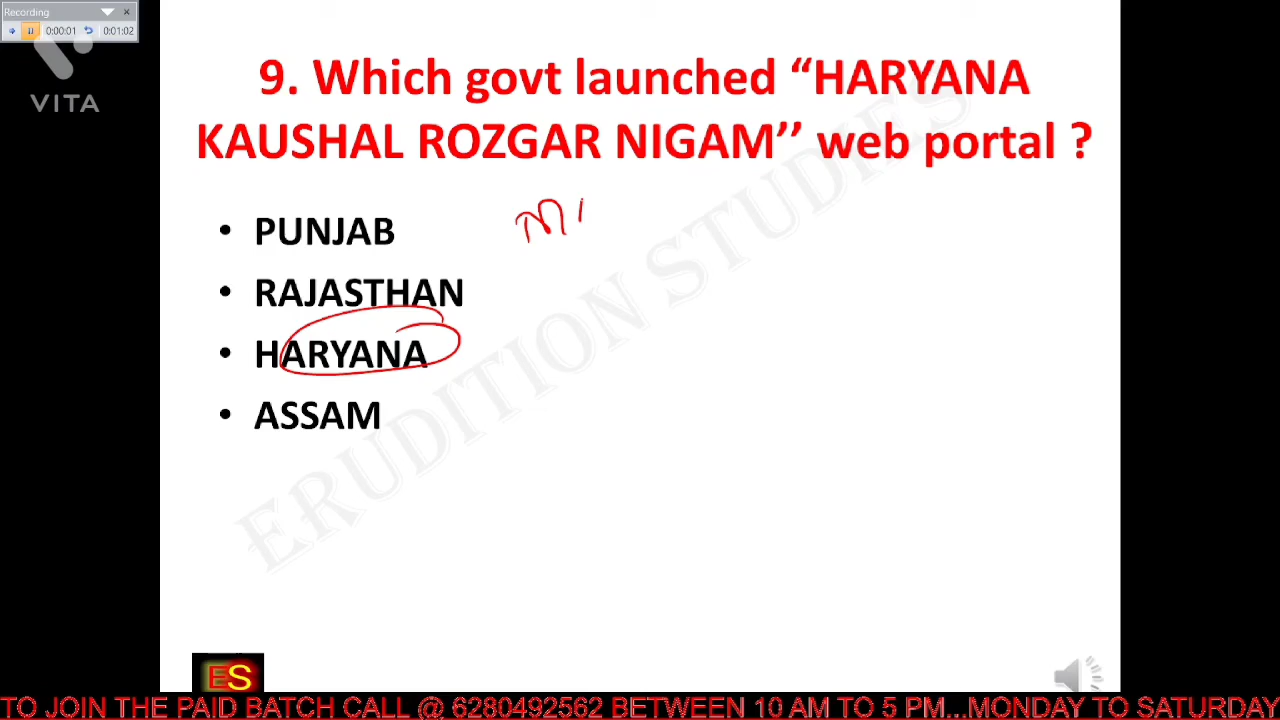 Recording
0:00:01
0:01:02
VITA
9. Which govt launched “HARYANA
KAUSHAL ROZGAR NIGAM’’ web portal ?
• PUNJAB
• RAJASTHAN
• HARYANA
• ASSAM
ERUDITION STUDIES
ES
TO JOIN THE PAID BATCH CALL @ 6280492562 BETWEEN 10 AM TO 5 PM...MONDAY TO SATURDAY